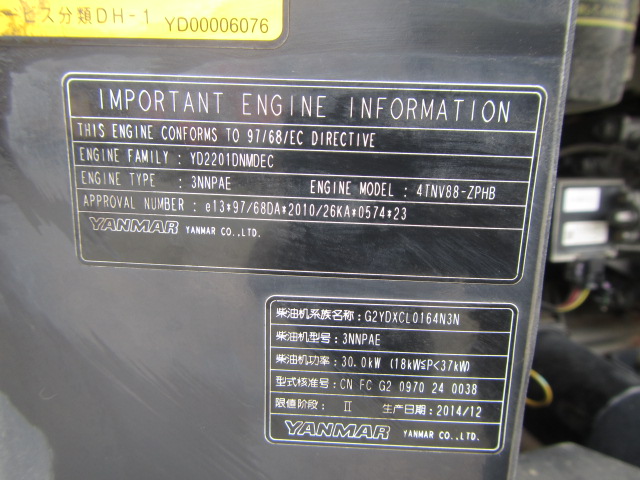 ービス分類DH-1
YD00006076
IMPORTANT ENGINE INFORMATION
THIS ENGINE CONFORMS TO 97/68/EC DIRECTIVE
ENGINE FAMILY : YD2201DNMDEC
ENGINE TYPE : 3NNPAE ENGINE MODEL : 4TNV88-ZPHB
APPROVAL NUMBER : e13*97/68DA*2010/26KA*0574*23
YANMAR YANMAR CO.,LTD.
柴油机系族名称: G2YDXCL0164N3N
柴油机型号: 3NNPAE
柴油机功率: 30.0kW (18kW≦P<37kW)
型式核准号: CN FC G2 0970 24 0038
限值阶段: II 生产日期: 2014/12
YANMAR YANMAR CO.,LTD.